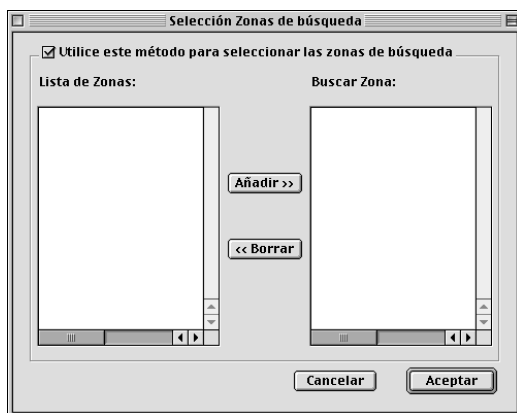 Selección Zonas de búsqueda
Utilice este método para seleccionar las zonas de búsqueda
Lista de Zonas:
Buscar Zona:
Añadir >>
<< Borrar
Cancelar
Aceptar